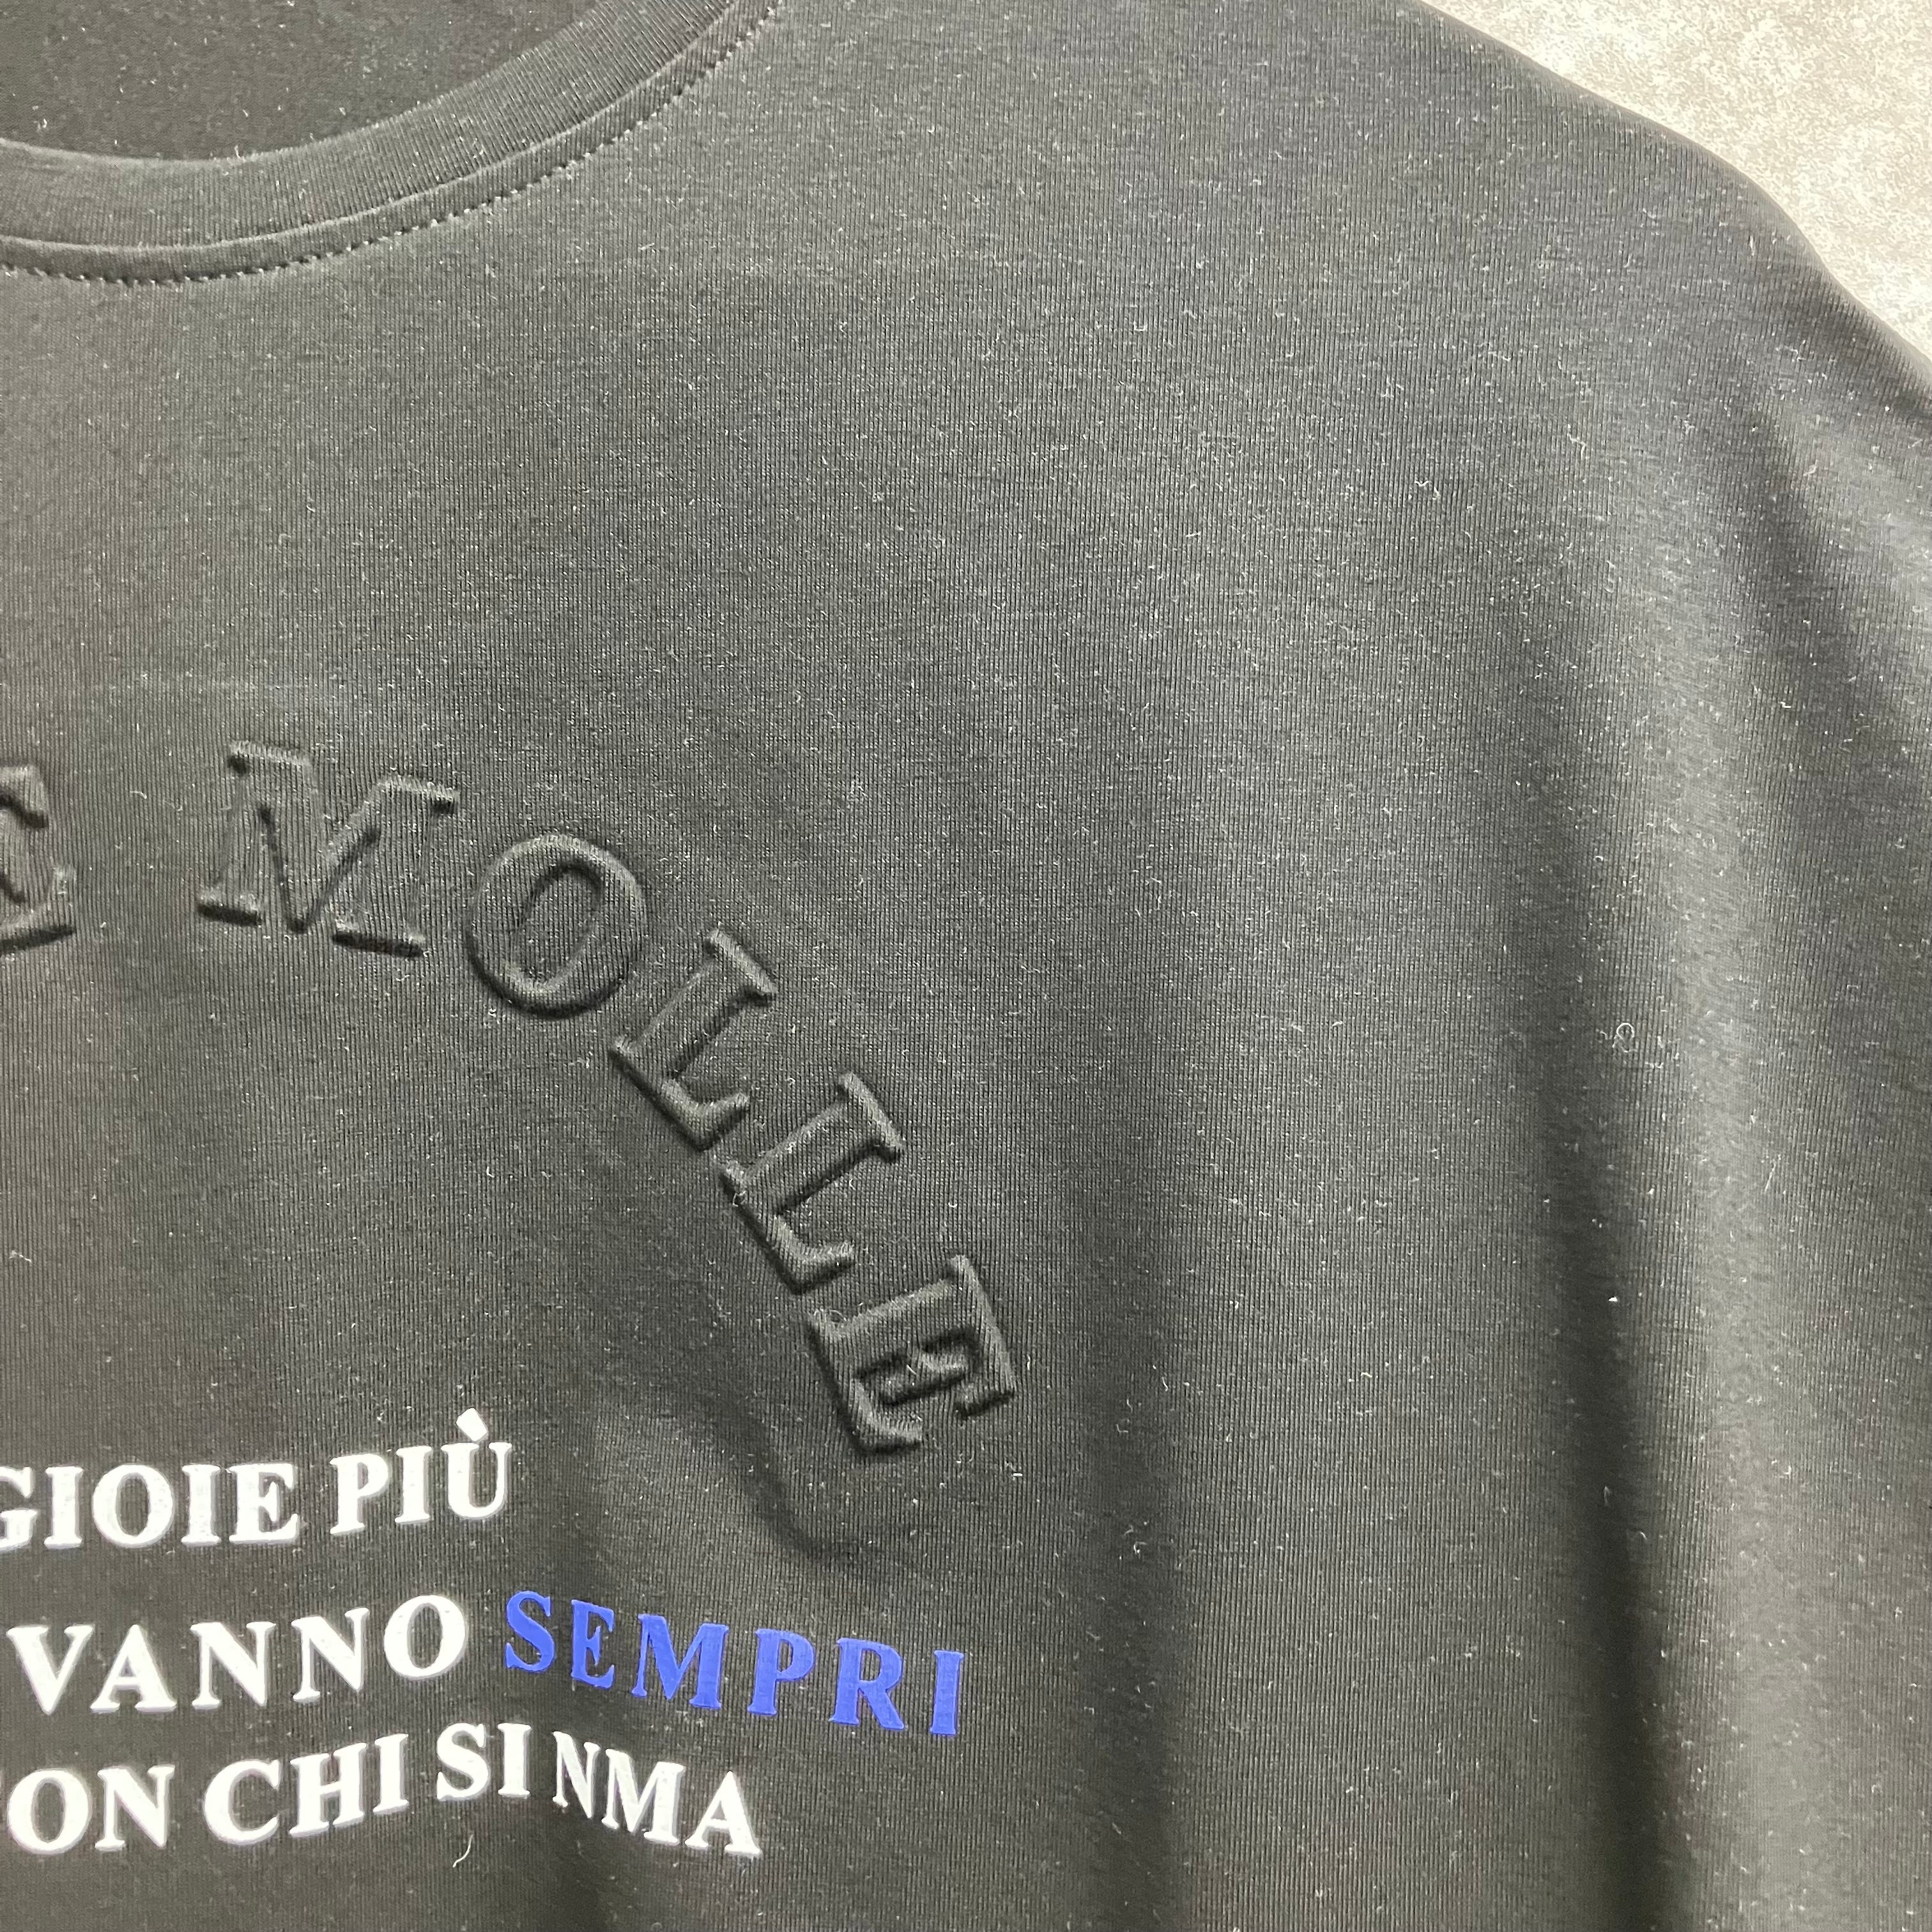 E MOLLE
GIOIE PIÙ
VANNO SEMPRI
ON CHI SI NMA